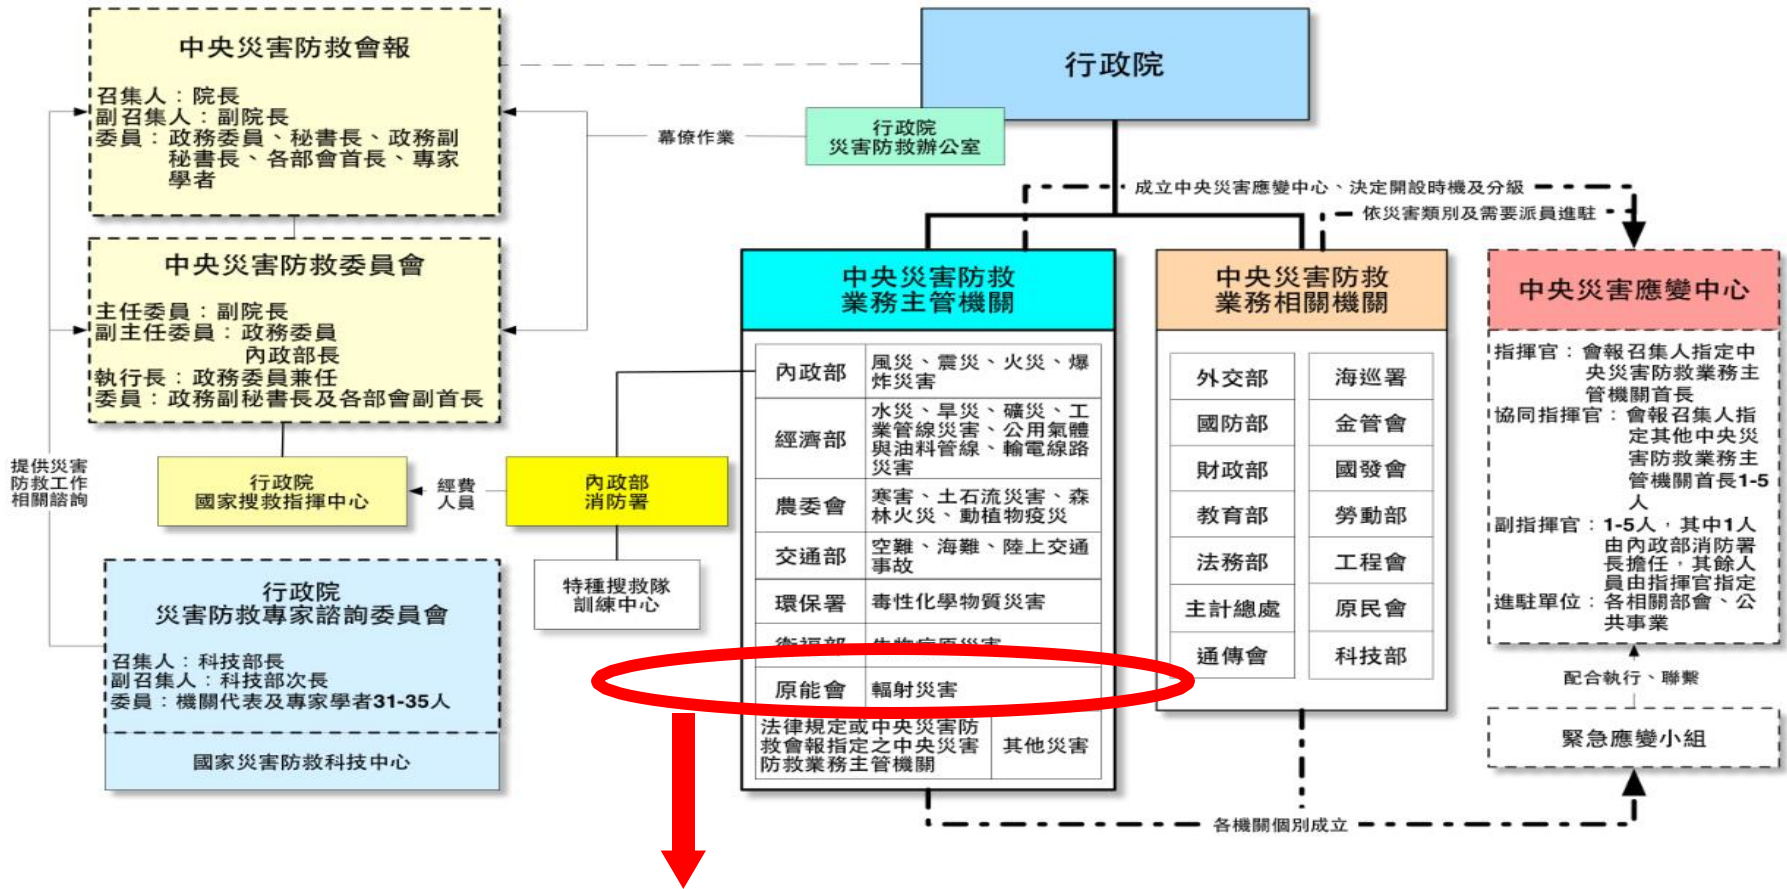 中央災害防救會報
召集人：院長
副召集人：副院長
委員：政務委員、秘書長、政務副
秘書長、各部會首長、專家
學者
行政院
行政院
災害防救辦公室
幕僚作業
成立中央災害應變中心、決定開設時機及分級
依災害類別及需要派員進駐
中央災害防救委員會
主任委員：副院長
副主任委員：政務委員
內政部長
執行長：政務委員兼任
委員：政務副秘書長及各部會副首長
提供災害
防救工作
相關諮詢
行政院
國家搜救指揮中心
經費
人員
內政部
消防署
特種搜救隊
訓練中心
行政院
災害防救專家諮詢委員會
召集人：科技部長
副召集人：科技部次長
委員：機關代表及專家學者31-35人
國家災害防救科技中心
中央災害防救
業務主管機關
內政部
風災、震災、火災、爆
炸災害
經濟部
水災、旱災、礦災、工
業管線災害、公用氣體
與油料管線、輸電線路
災害
農委會
寒害、土石流災害、森
林火災、動植物疫災
交通部
空難、海難、陸上交通
事故
環保署
毒性化學物質災害
衛福部
生物病原災害
原能會
輻射災害
法律規定或中央災害防
救會報指定之中央災害
防救業務主管機關
其他災害
中央災害防救
業務相關機關
外交部
海巡署
國防部
金管會
財政部
國發會
教育部
勞動部
法務部
工程會
主計總處
原民會
通傳會
科技部
中央災害應變中心
指揮官：會報召集人指定中
央災害防救業務主
管機關首長
協同指揮官：會報召集人指
定其他中央災
害防救業務主
管機關首長1-5
人
副指揮官：1-5人，其中1人
由內政部消防署
長擔任，其餘人
員由指揮官指定
進駐單位：各相關部會、公
共事業
配合執行、聯繫
緊急應變小組
各機關個別成立